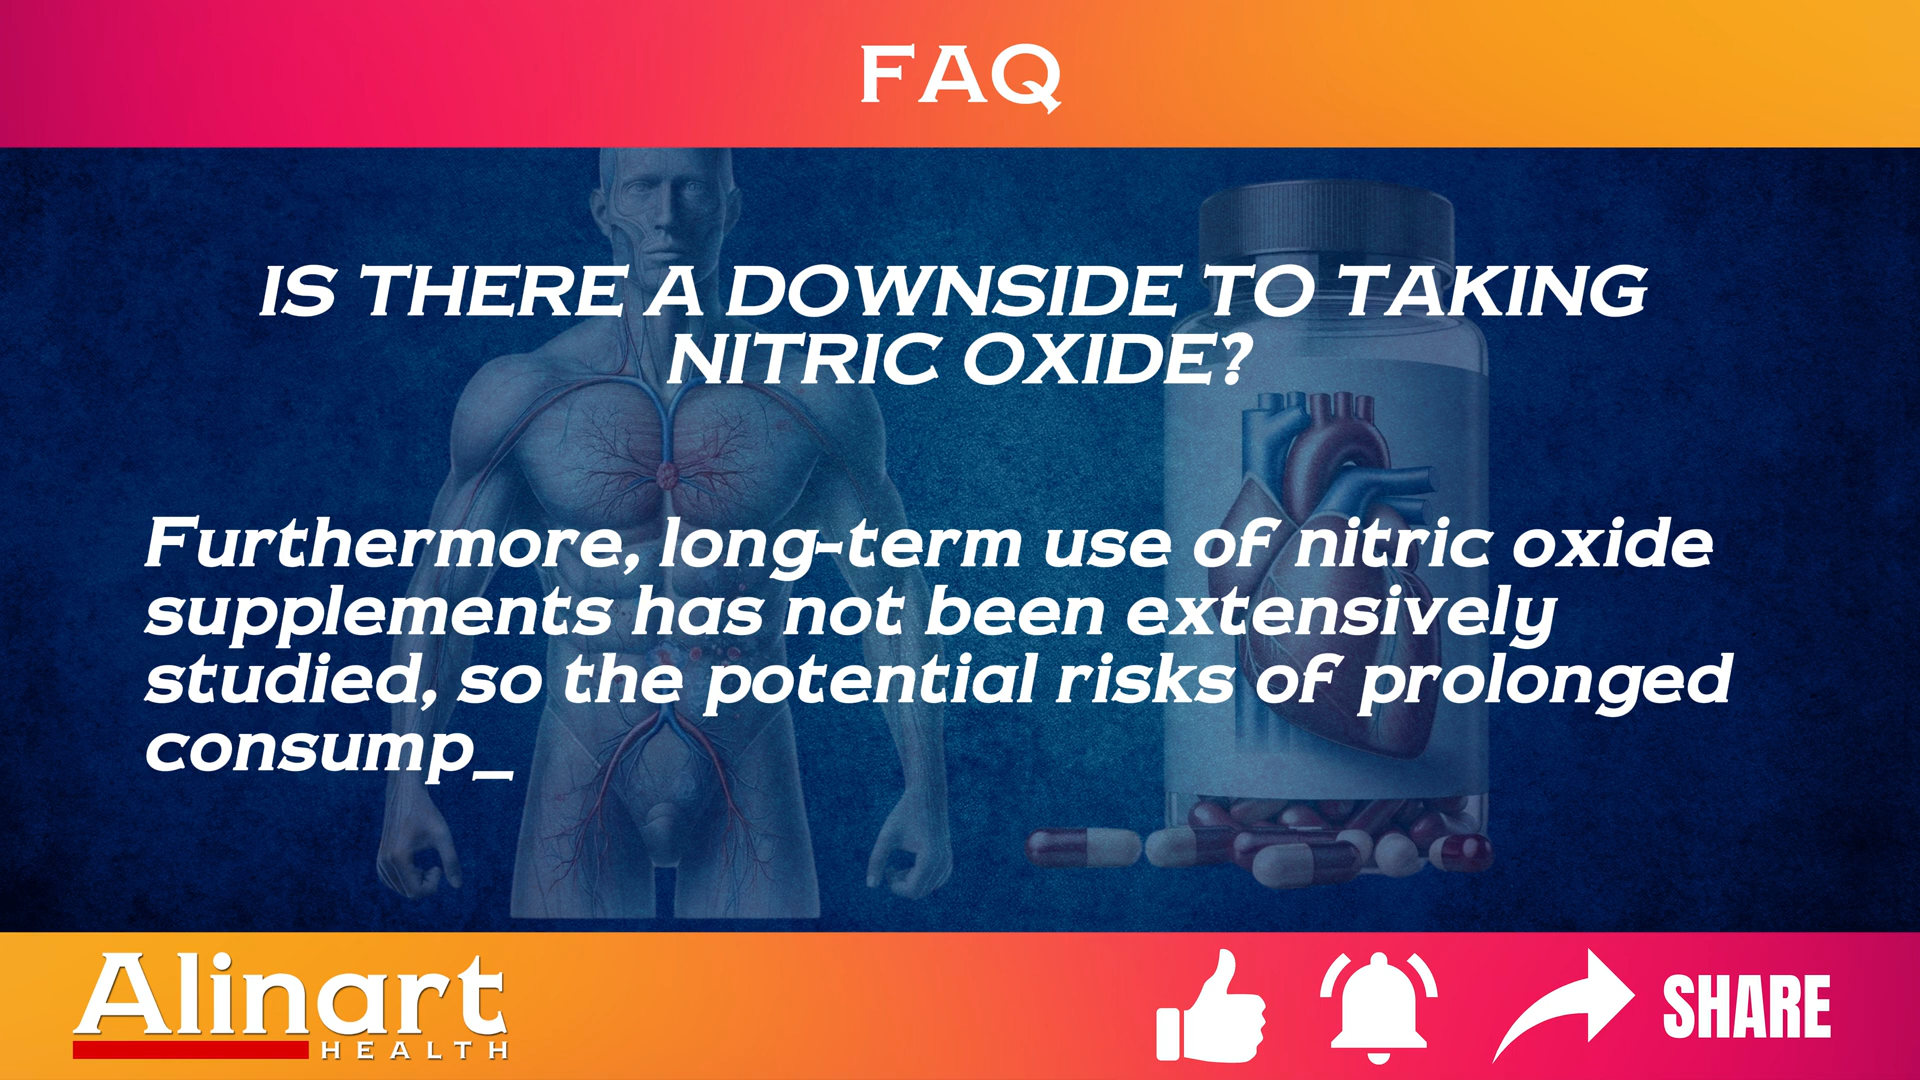 FAQ
IS THERE A DOWNSIDE TO TAKING
NITRIC OXIDE?
Furthermore, long-term use of nitric oxide
supplements has not been extensively
studied, so the potential risks of prolonged
consump_
Alinart
HEALTH
SHARE